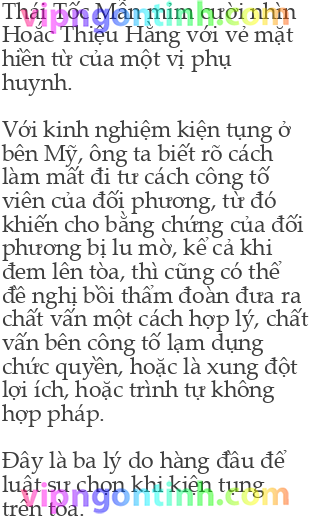 Thái Tốc Mẫn mỉm cười nhìn
Hoắc Thiệu Hằng với vẻ mặt
hiền từ của một vị phụ
huynh.
Với kinh nghiệm kiện tụng ở
bên Mỹ, ông ta biết rõ cách
làm mất đi tư cách công tố
viên của đối phương, từ đó
khiến cho bằng chứng của đối
phương bị lu mờ, kể cả khi
đem lên tòa, thì cũng có thể
đề nghị bồi thẩm đoàn đưa ra
chất vấn một cách hợp lý, chất
vấn bên công tố lạm dụng
chức quyền, hoặc là xung đột
lợi ích, hoặc trình tự không
hợp pháp.
Đây là ba lý do hàng đầu để
luật sư chọn khi kiện tụng
trên tòa.
vipngontinh.com
vipngontinh.com